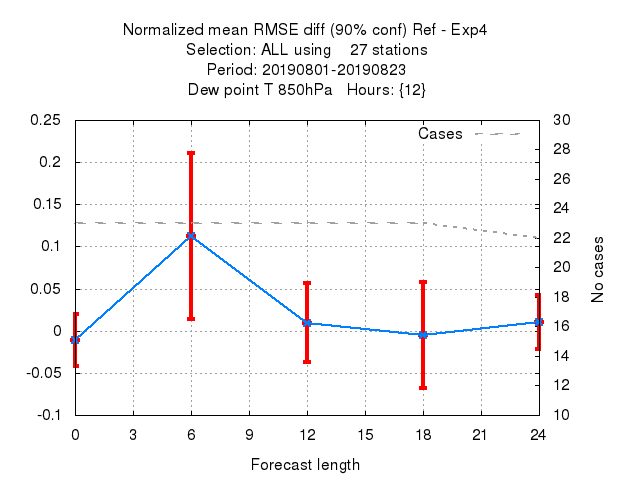 Normalized mean RMSE diff (90% conf) Ref - Exp4
Selection: ALL using    27 stations
Period: 20190801-20190823
Dew point T 850hPa   Hours: {12}
Cases
0.25
0.2
0.15
0.1
0.05
0
-0.05
-0.1
30
28
26
24
22
20
18
16
14
12
10
No cases
0 3 6 9 12 15 18 21 24
Forecast length